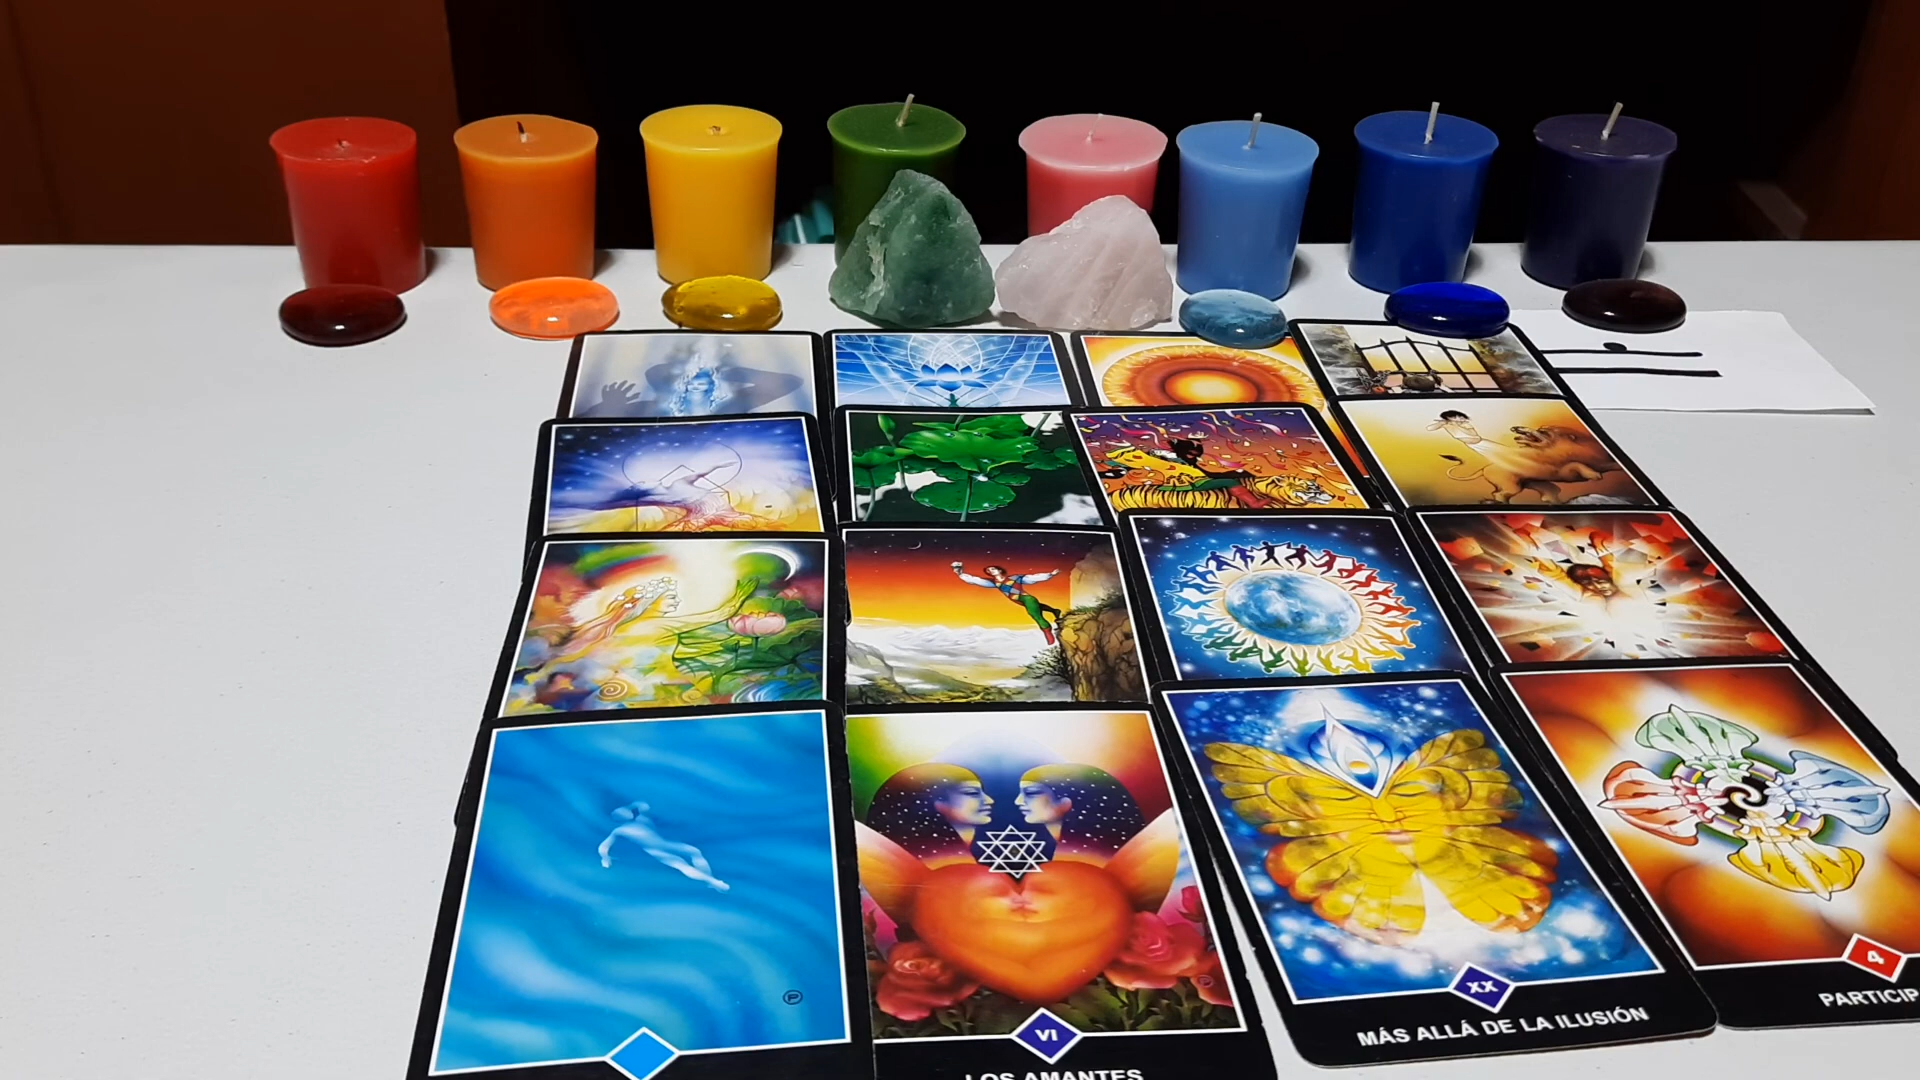 VI
LOS AMANTES
XX
MÁS ALLÁ DE LA ILUSIÓN
4
PARTICIP